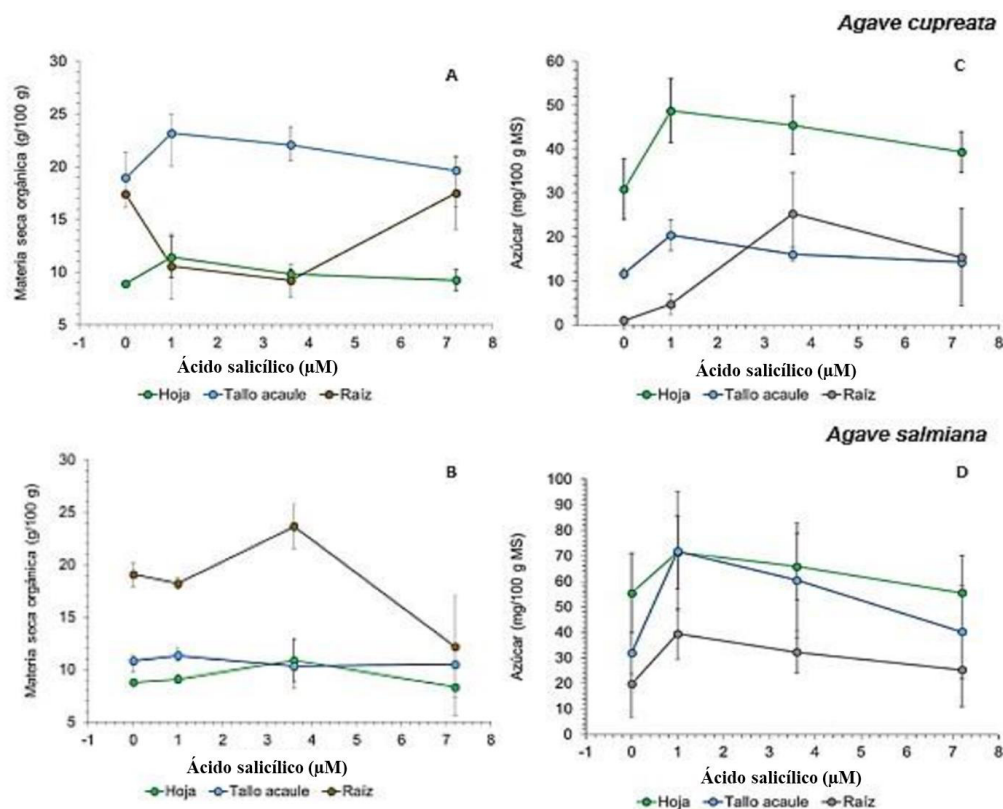 Agave cupreata
A
Materia seca orgánica (g/100 g)
30
25
20
15
10
5
-1 0 1 2 3 4 5 6 7 8
Ácido salicílico (µM)
Hoja Tallo acaule Raíz
C
Azúcar (mg/100 g MS)
60
50
40
30
20
10
0
0 1 2 3 4 5 6 7 8
Ácido salicílico (µM)
Hoja Tallo acaule Raíz
Agave salmiana
B
Materia seca orgánica (g/100 g)
30
25
20
15
10
5
-1 0 1 2 3 4 5 6 7 8
Ácido salicílico (µM)
Hoja Tallo acaule Raíz
D
Azúcar (mg/100 g MS)
100
90
80
70
60
50
40
30
20
10
0
-1 0 1 2 3 4 5 6 7 8
Ácido salicílico (µM)
Hoja Tallo acaule Raíz